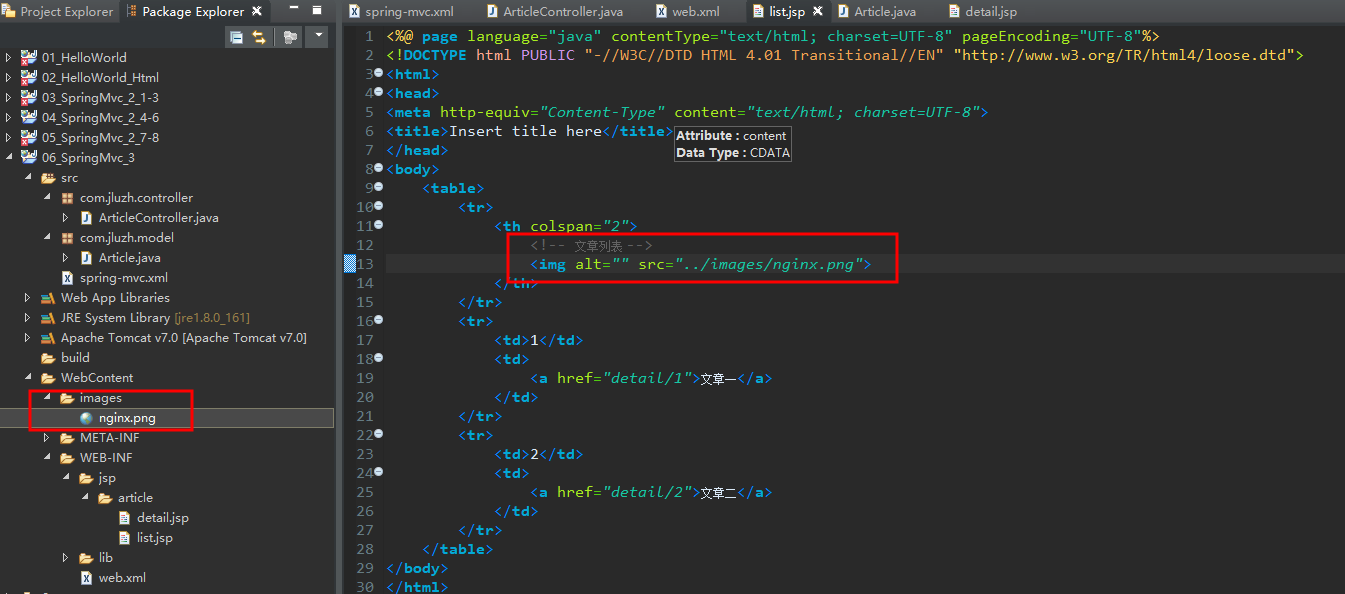 Project Explorer
Package Explorer
01_HelloWorld
02_HelloWorld_Html
03_SpringMvc_2_1-3
04_SpringMvc_2_4-6
05_SpringMvc_2_7-8
06_SpringMvc_3
src
com.jluzh.controller
ArticleController.java
com.jluzh.model
Article.java
spring-mvc.xml
Web App Libraries
JRE System Library [jre1.8.0_161]
Apache Tomcat v7.0 [Apache Tomcat v7.0]
build
WebContent
images
nginx.png
META-INF
WEB-INF
jsp
article
detail.jsp
list.jsp
lib
web.xml
spring-mvc.xml
ArticleController.java
web.xml
list.jsp
Article.java
detail.jsp
1 <%@ page language="java" contentType="text/html; charset=UTF-8" pageEncoding="UTF-8"%>
2 <!DOCTYPE html PUBLIC "-//W3C//DTD HTML 4.01 Transitional//EN" "http://www.w3.org/TR/html4/loose.dtd">
3 <html>
4 <head>
5 <meta http-equiv="Content-Type" content="text/html; charset=UTF-8">
6 <title>Insert title here</title>
Attribute : content
Data Type : CDATA
7 </head>
8 <body>
9 <table>
10 <tr>
11 <th colspan="2">
12 <!-- 文章列表 -->
13 <img alt="" src="../images/nginx.png">
14 </th>
15 </tr>
16 <tr>
17 <td>1</td>
18 <td>
19 <a href="detail/1">文章一</a>
20 </td>
21 </tr>
22 <tr>
23 <td>2</td>
24 <td>
25 <a href="detail/2">文章二</a>
26 </td>
27 </tr>
28 </table>
29 </body>
30 </html>